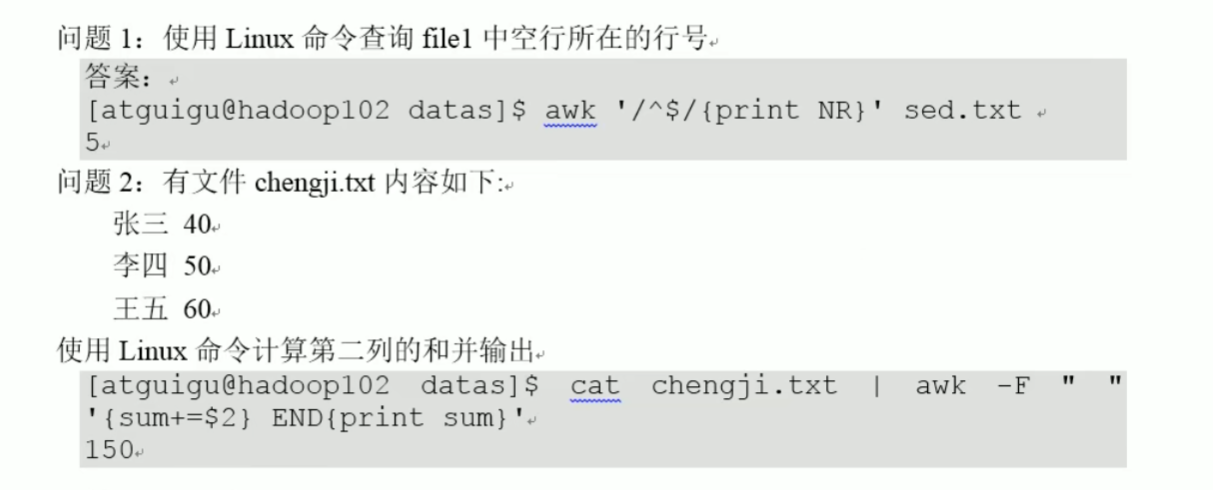 问题 1：使用 Linux 命令查询 file1 中空行所在的行号
答案：
[atguigu@hadoop102 datas]$ awk '/^$/{print NR}' sed.txt
5
问题 2：有文件 chengji.txt 内容如下:
张三 40
李四 50
王五 60
使用 Linux 命令计算第二列的和并输出
[atguigu@hadoop102 datas]$ cat chengji.txt | awk -F " "
'{sum+=$2} END{print sum}'
150